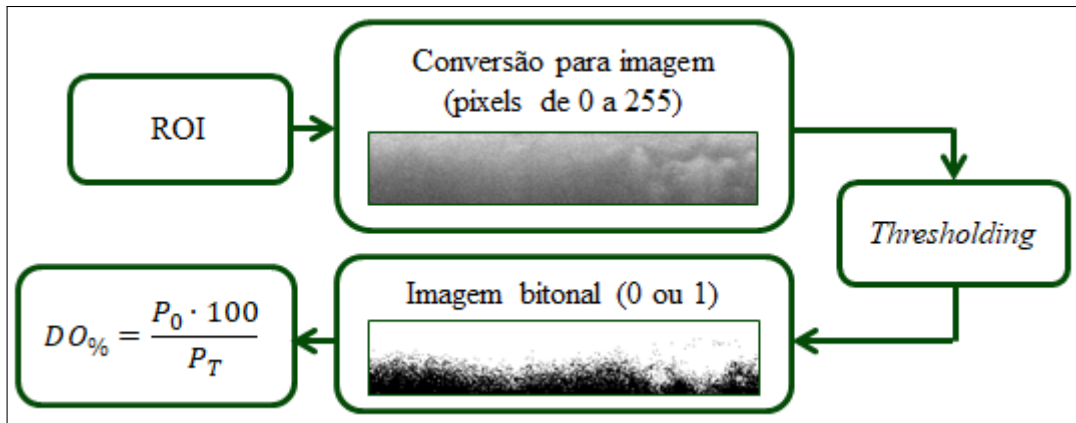 ROI
Conversão para imagem
(pixels de 0 a 255)
Thresholding
Imagem bitonal (0 ou 1)
DO% = P0 · 100 / PT